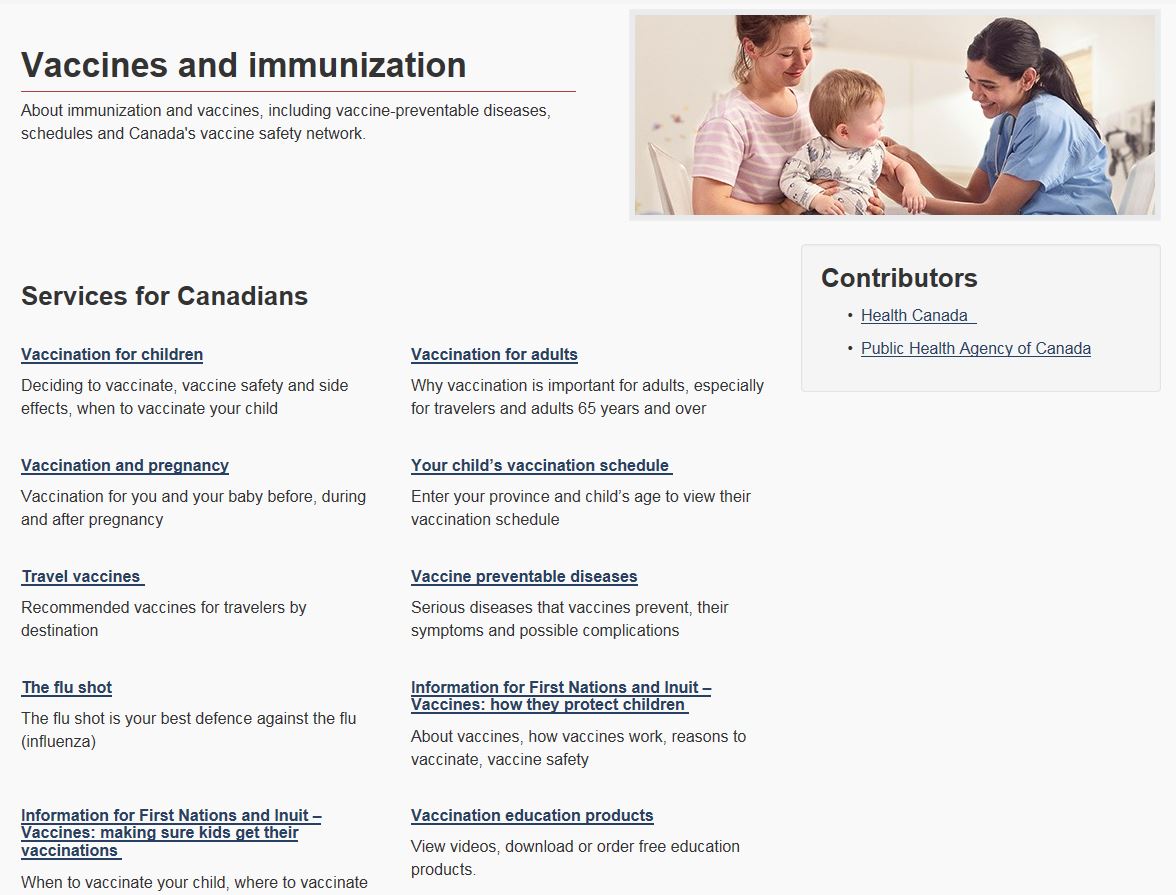 Vaccines and immunization
About immunization and vaccines, including vaccine-preventable diseases,
schedules and Canada's vaccine safety network.
Services for Canadians
Vaccination for children
Deciding to vaccinate, vaccine safety and side
effects, when to vaccinate your child
Vaccination for adults
Why vaccination is important for adults, especially
for travelers and adults 65 years and over
Vaccination and pregnancy
Vaccination for you and your baby before, during
and after pregnancy
Your child’s vaccination schedule
Enter your province and child’s age to view their
vaccination schedule
Travel vaccines
Recommended vaccines for travelers by
destination
Vaccine preventable diseases
Serious diseases that vaccines prevent, their
symptoms and possible complications
The flu shot
The flu shot is your best defence against the flu
(influenza)
Information for First Nations and Inuit –
Vaccines: how they protect children
About vaccines, how vaccines work, reasons to
vaccinate, vaccine safety
Information for First Nations and Inuit –
Vaccines: making sure kids get their
vaccinations
When to vaccinate your child, where to vaccinate
Vaccination education products
View videos, download or order free education
products.
Contributors
• Health Canada
• Public Health Agency of Canada